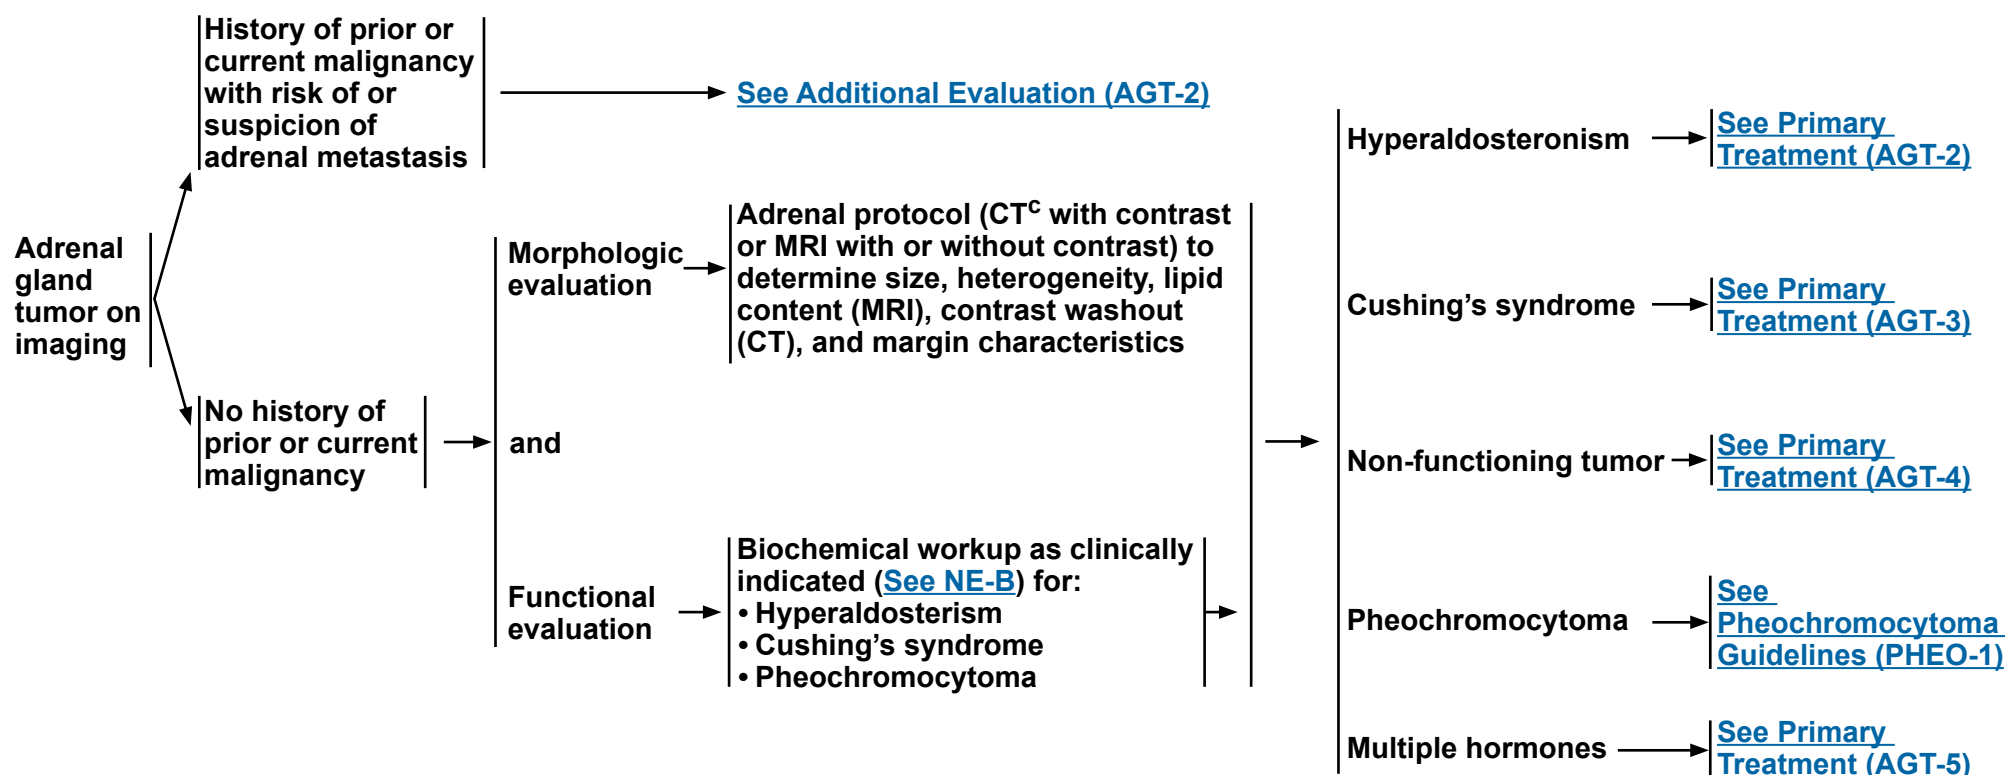 History of prior or
current malignancy
with risk of or
suspicion of
adrenal metastasis
See Additional Evaluation (AGT-2)
Adrenal
gland
tumor on
imaging
No history of
prior or current
malignancy
Morphologic
evaluation
and
Functional
evaluation
Adrenal protocol (CTᶜ with contrast
or MRI with or without contrast) to
determine size, heterogeneity, lipid
content (MRI), contrast washout
(CT), and margin characteristics
Biochemical workup as clinically
indicated (See NE-B) for:
• Hyperaldosterism
• Cushing’s syndrome
• Pheochromocytoma
Hyperaldosteronism
See Primary
Treatment (AGT-2)
Cushing’s syndrome
See Primary
Treatment (AGT-3)
Non-functioning tumor
See Primary
Treatment (AGT-4)
Pheochromocytoma
See
Pheochromocytoma
Guidelines (PHEO-1)
Multiple hormones
See Primary
Treatment (AGT-5)